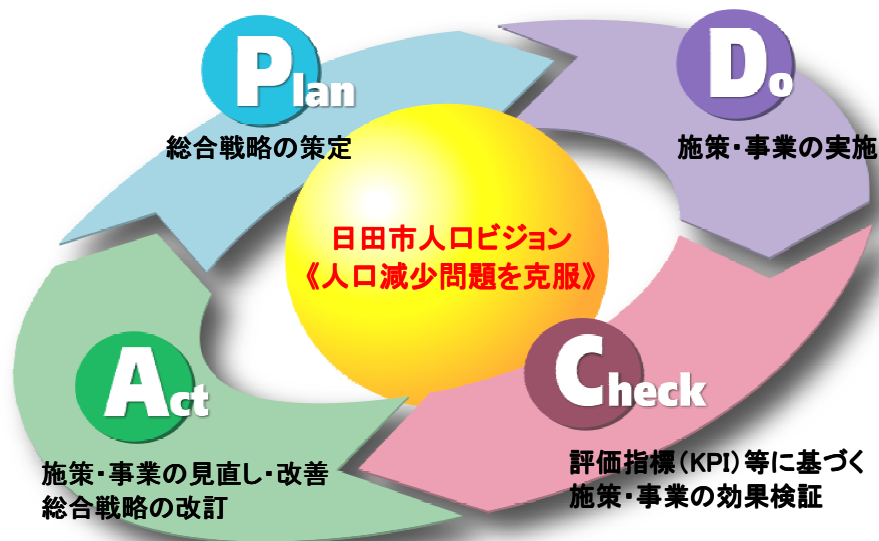 Plan
総合戦略の策定
Do
施策・事業の実施
日田市人口ビジョン
《人口減少問題を克服》
Check
評価指標(KPI)等に基づく
施策・事業の効果検証
Act
施策・事業の見直し・改善
総合戦略の改訂